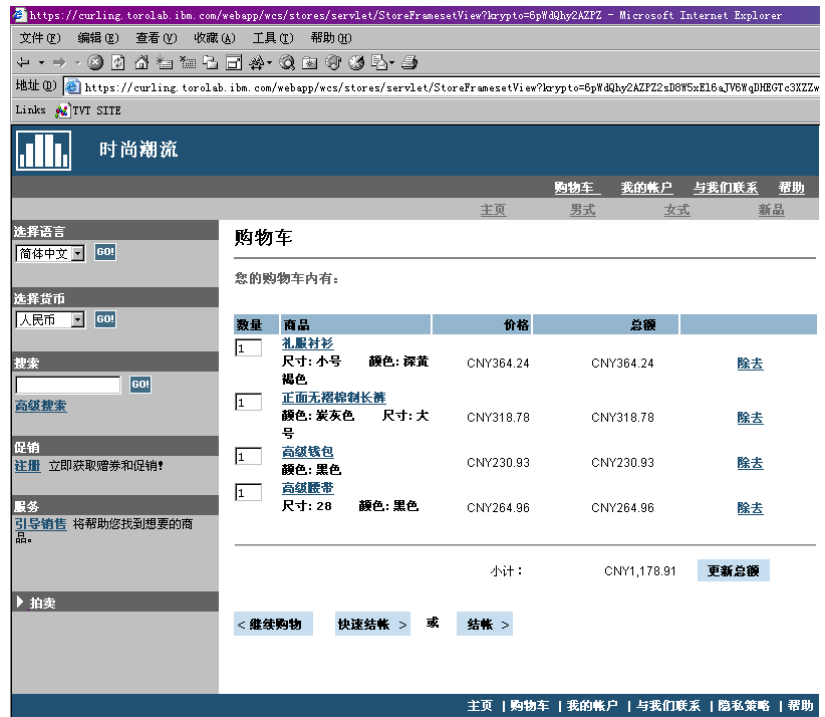 https://curling.torolab.ibm.com/webapp/wcs/stores/servlet/StoreFramesetView?krypto=6pWdQhy2AZPZ - Microsoft Internet Explorer
文件(F) 编辑(E) 查看(V) 收藏(A) 工具(T) 帮助(H)
地址(D) https://curling.torolab.ibm.com/webapp/wcs/stores/servlet/StoreFramesetView?krypto=6pWdQhy2AZPZ2sD8W5xEl6aJV6WqDHEGTc3XZZw
Links TVT SITE
时尚潮流
购物车 我的帐户 与我们联系 帮助
主页 男式 女式 新品
选择语言
简体中文 GO!
选择货币
人民币 GO!
搜索
GO!
高级搜索
促销
注册 立即获取赠券和促销!
服务
引导销售 将帮助您找到想要的商
品。
拍卖
购物车
您的购物车内有:
数量 商品 价格 总额
1 礼服衬衫
尺寸: 小号 颜色: 深黄
褐色 CNY364.24 CNY364.24 除去
1 正面无褶棉制长裤
颜色: 炭灰色 尺寸: 大
号 CNY318.78 CNY318.78 除去
1 高级钱包
颜色: 黑色 CNY230.93 CNY230.93 除去
1 高级腰带
尺寸: 28 颜色: 黑色 CNY264.96 CNY264.96 除去
小计: CNY1,178.91 更新总额
< 继续购物 快速结帐 > 或 结帐 >
主页 | 购物车 | 我的帐户 | 与我们联系 | 隐私策略 | 帮助